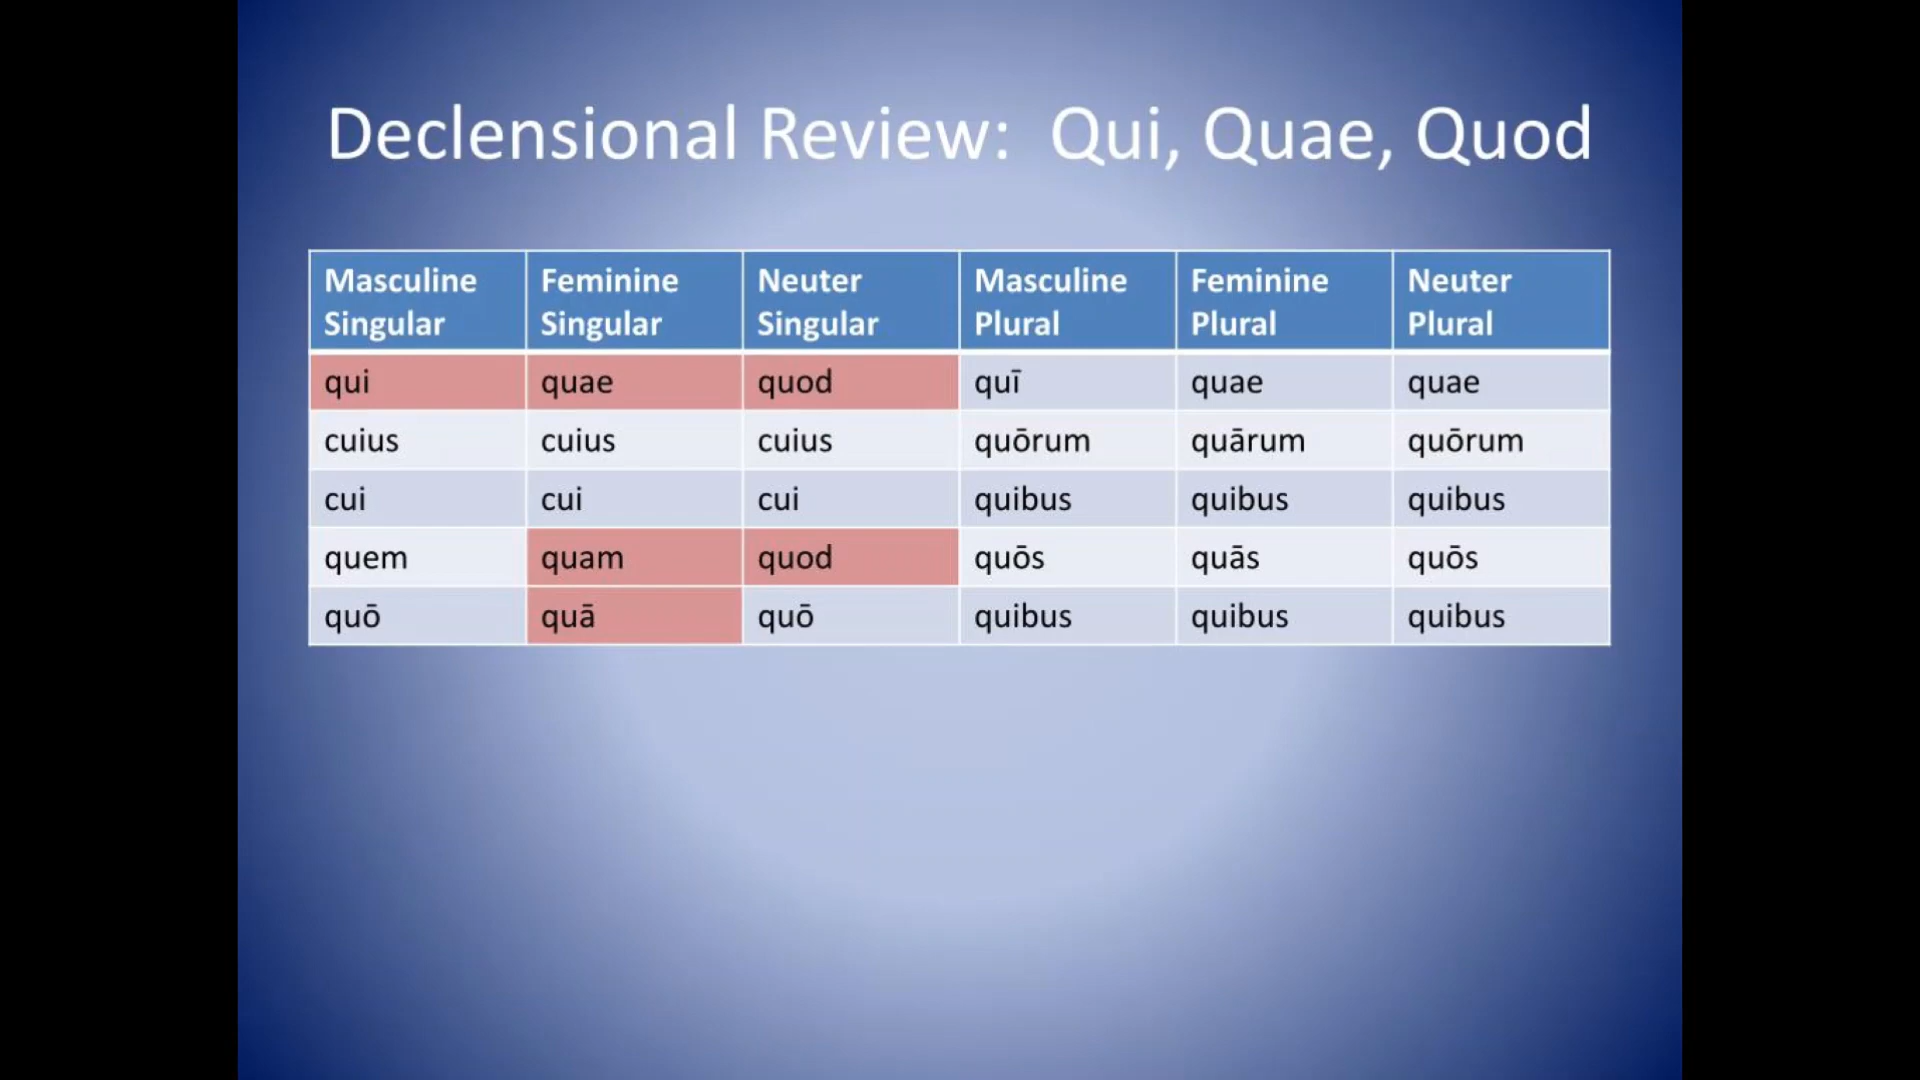 Declensional Review:  Qui, Quae, Quod
Masculine Singular	Feminine Singular	Neuter Singular	Masculine Plural	Feminine Plural	Neuter Plural
qui	quae	quod	quī	quae	quae
cuius	cuius	cuius	quōrum	quārum	quōrum
cui	cui	cui	quibus	quibus	quibus
quem	quam	quod	quōs	quās	quōs
quō	quā	quō	quibus	quibus	quibus